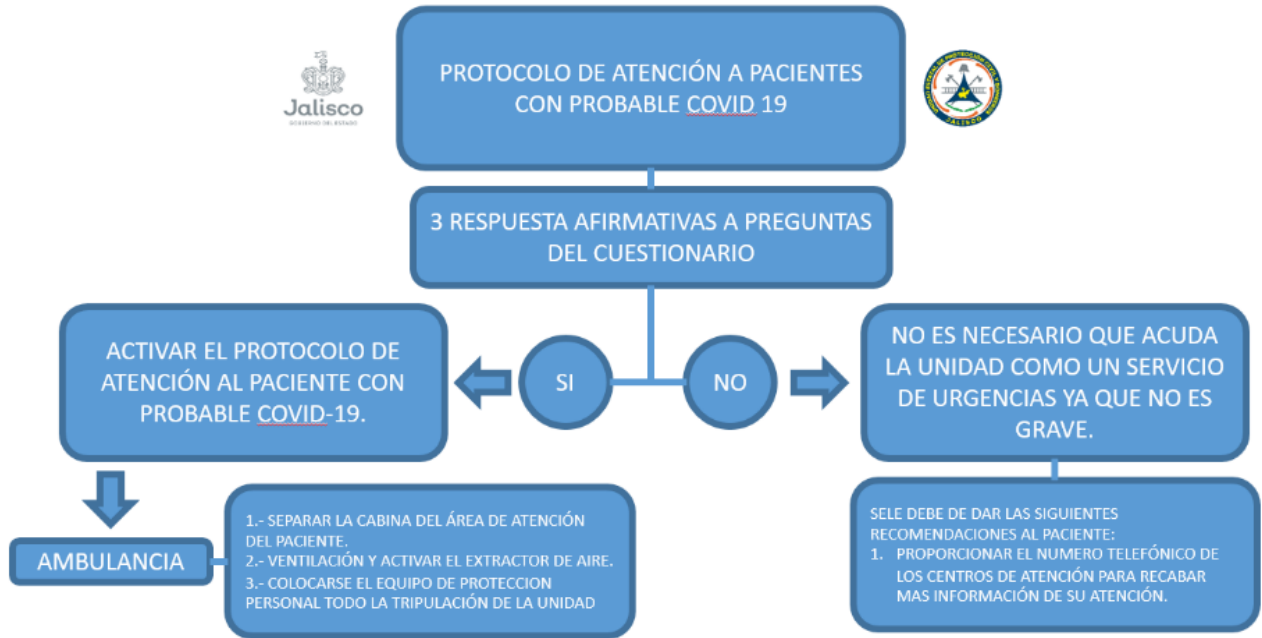 PROTOCOLO DE ATENCIÓN A PACIENTES
CON PROBABLE COVID 19
Jalisco
GOBIERNO DEL ESTADO
JALISCO
3 RESPUESTA AFIRMATIVAS A PREGUNTAS
DEL CUESTIONARIO
ACTIVAR EL PROTOCOLO DE
ATENCIÓN AL PACIENTE CON
PROBABLE COVID-19.
SI
NO
NO ES NECESARIO QUE ACUDA
LA UNIDAD COMO UN SERVICIO
DE URGENCIAS YA QUE NO ES
GRAVE.
AMBULANCIA
1.- SEPARAR LA CABINA DEL ÁREA DE ATENCIÓN
DEL PACIENTE.
2.- VENTILACIÓN Y ACTIVAR EL EXTRACTOR DE AIRE.
3.- COLOCARSE EL EQUIPO DE PROTECCION
PERSONAL TODO LA TRIPULACIÓN DE LA UNIDAD
SELE DEBE DE DAR LAS SIGUIENTES
RECOMENDACIONES AL PACIENTE:
1. PROPORCIONAR EL NUMERO TELEFÓNICO DE
LOS CENTROS DE ATENCIÓN PARA RECABAR
MAS INFORMACIÓN DE SU ATENCIÓN.